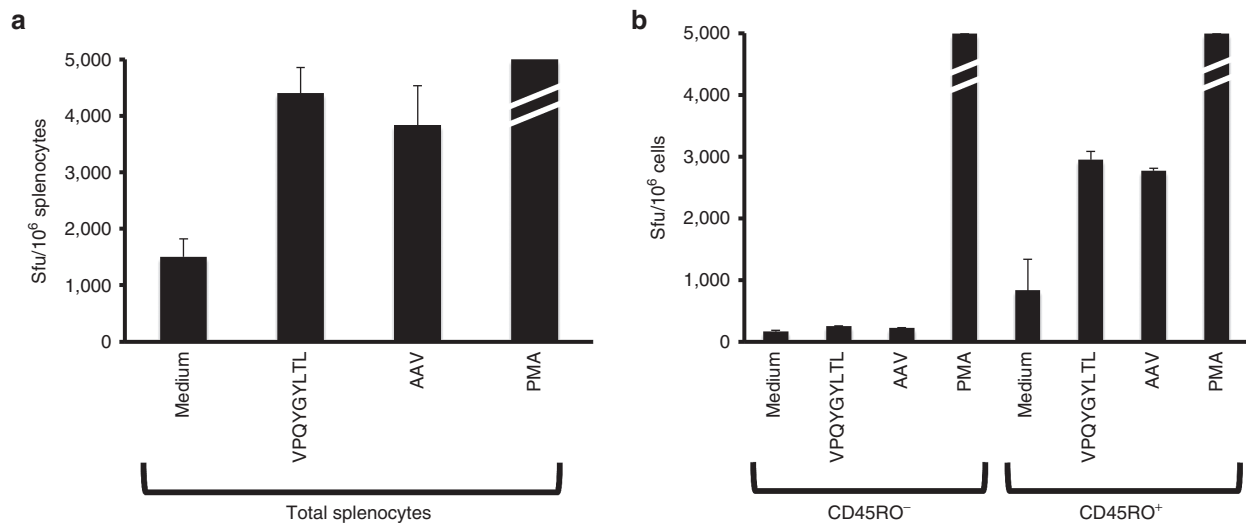 a
5,000
4,000
3,000
2,000
1,000
0
Sfu/10⁶ splenocytes
Medium
VPQYGYLTL
AAV
PMA
Total splenocytes
b
5,000
4,000
3,000
2,000
1,000
0
Sfu/10⁶ cells
Medium
VPQYGYLTL
AAV
PMA
Medium
VPQYGYLTL
AAV
PMA
CD45RO⁻
CD45RO⁺